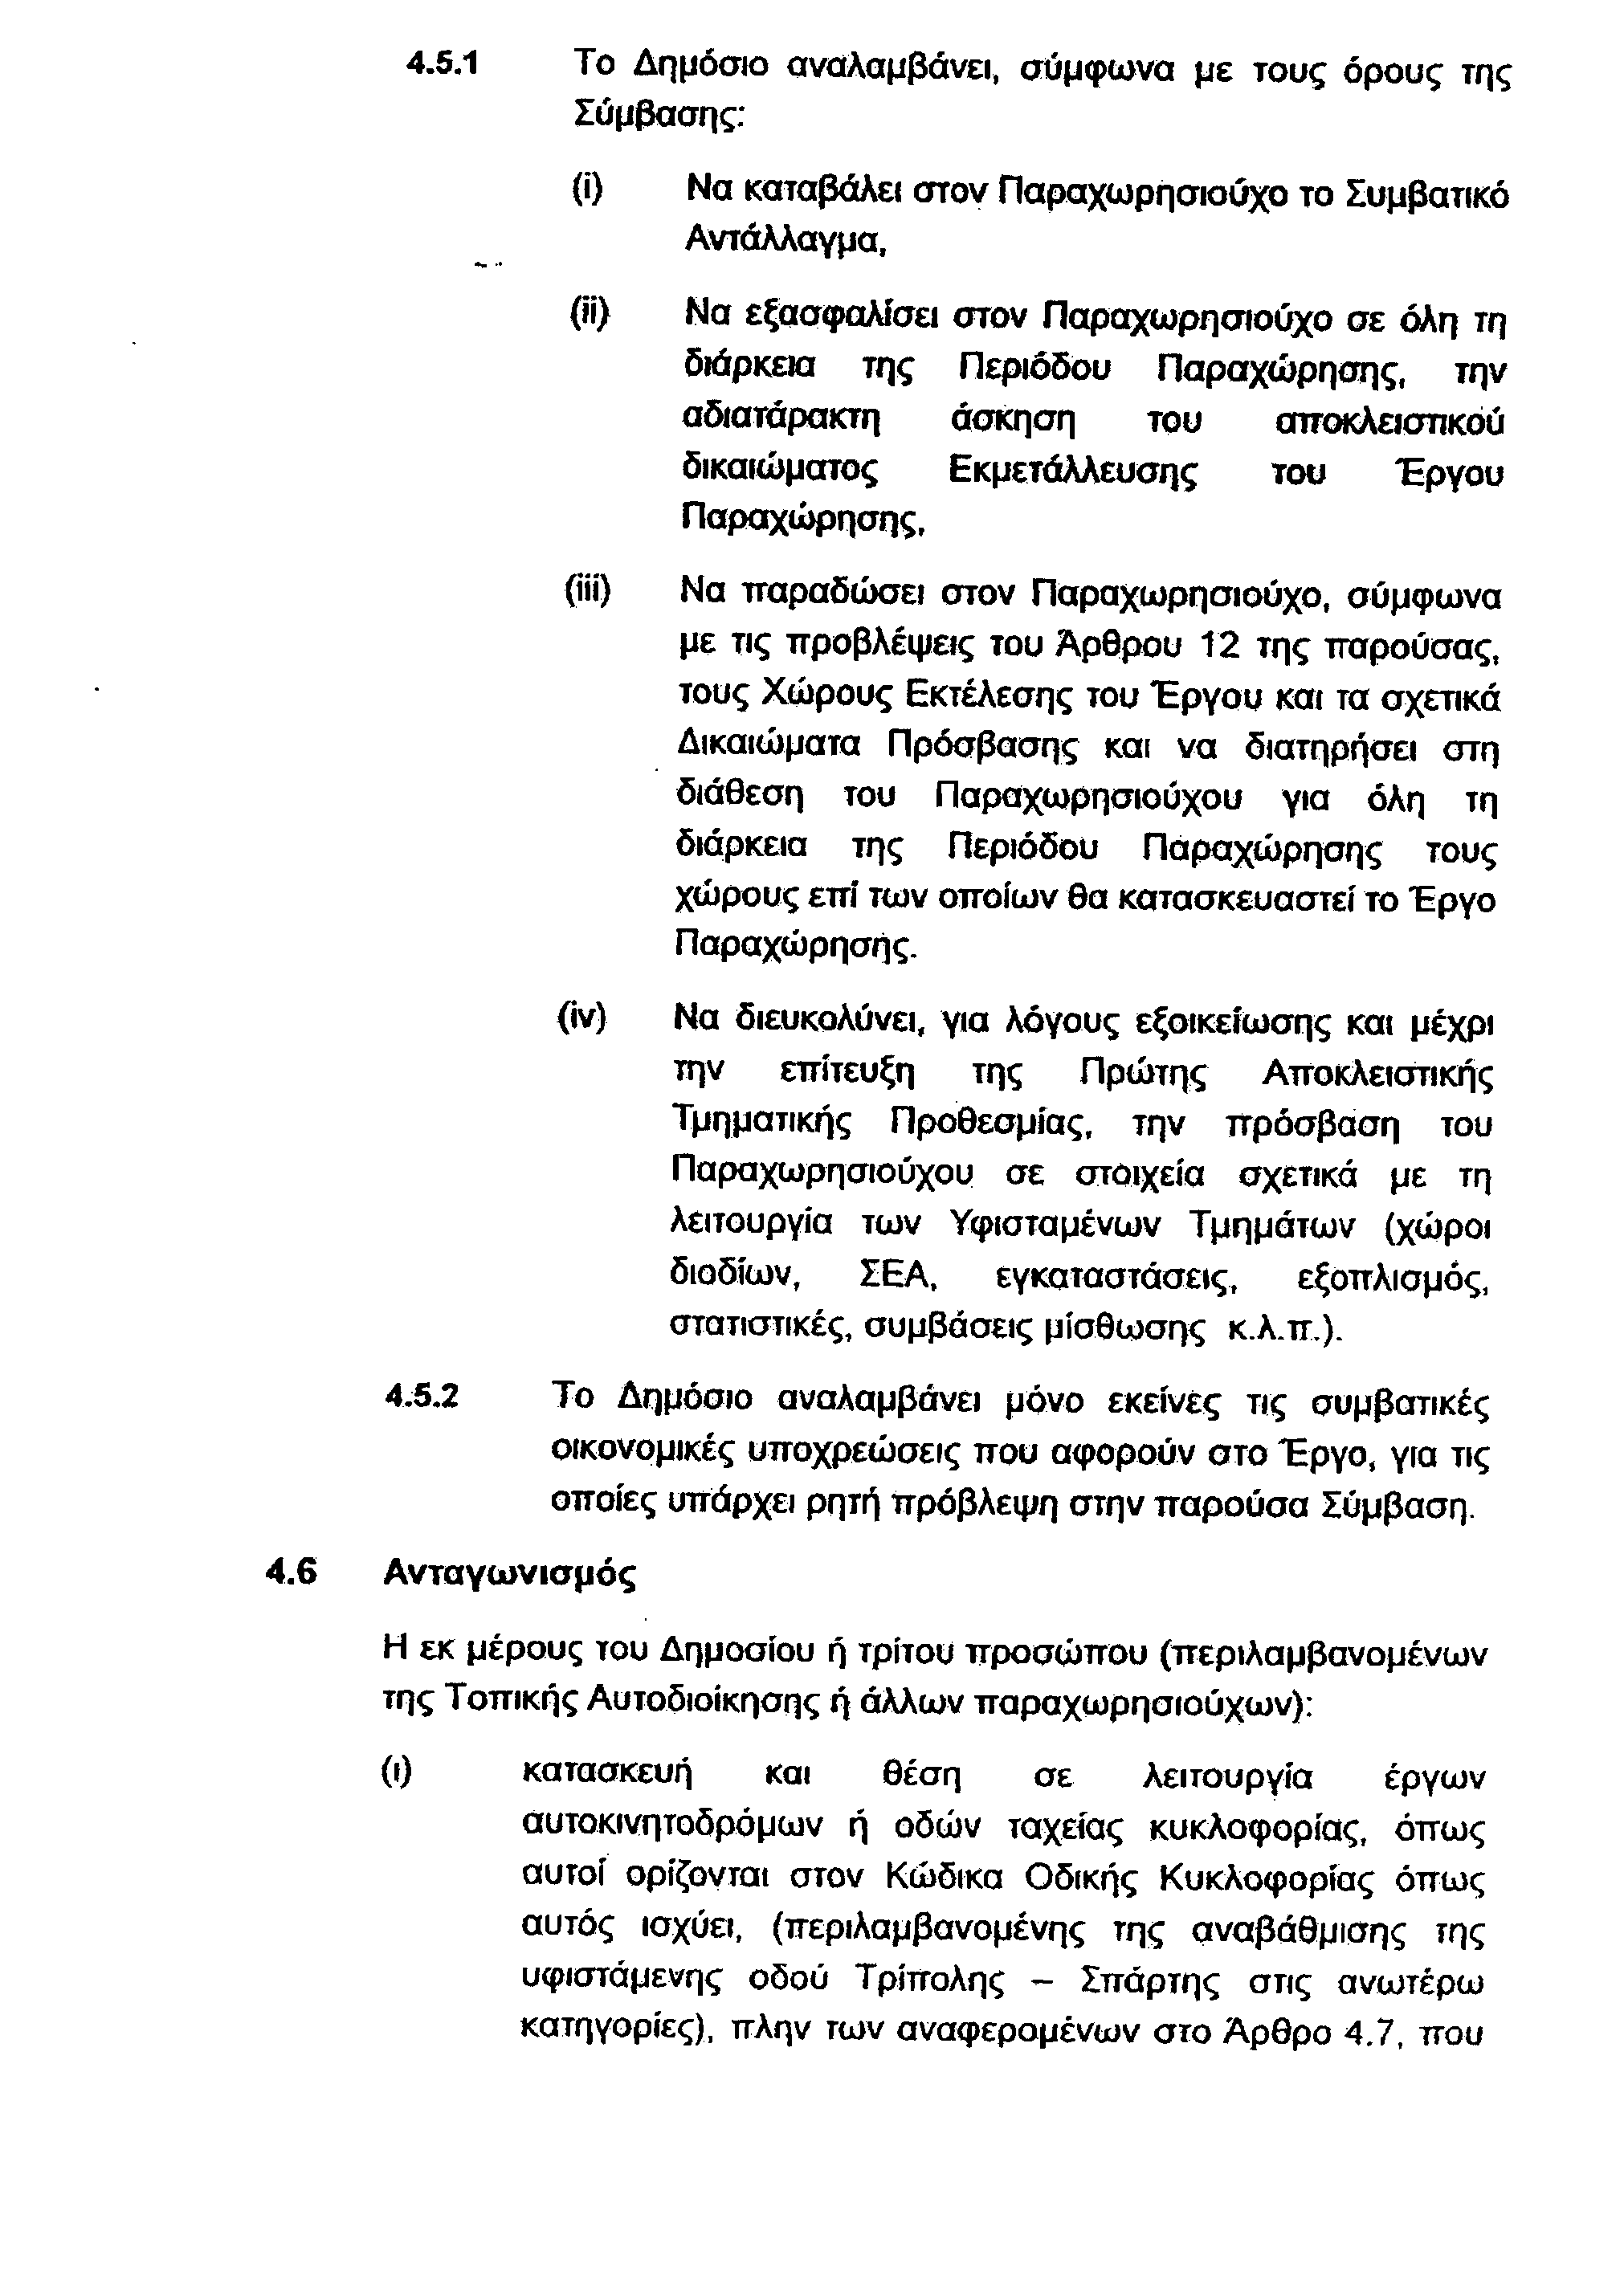 4.5.1 Το Δημόσιο αναλαμβάνει, σύμφωνα με τους όρους της
Σύμβασης:
(i) Να καταβάλει στον Παραχωρησιούχο το Συμβατικό
Αντάλλαγμα,
(ii) Να εξασφαλίσει στον Παραχωρησιούχο σε όλη τη
διάρκεια της Περιόδου Παραχώρησης, την
αδιατάρακτη άσκηση του αποκλειστικού
δικαιώματος Εκμετάλλευσης του Έργου
Παραχώρησης,
(iii) Να παραδώσει στον Παραχωρησιούχο, σύμφωνα
με τις προβλέψεις του Άρθρου 12 της παρούσας,
τους Χώρους Εκτέλεσης του Έργου και τα σχετικά
Δικαιώματα Πρόσβασης και να διατηρήσει στη
διάθεση του Παραχωρησιούχου για όλη τη
διάρκεια της Περιόδου Παραχώρησης τους
χώρους επί των οποίων θα κατασκευαστεί το Έργο
Παραχώρησης.
(iv) Να διευκολύνει, για λόγους εξοικείωσης και μέχρι
την επίτευξη της Πρώτης Αποκλειστικής
Τμηματικής Προθεσμίας, την πρόσβαση του
Παραχωρησιούχου σε στοιχεία σχετικά με τη
λειτουργία των Υφισταμένων Τμημάτων (χώροι
διοδίων, ΣΕΑ, εγκαταστάσεις, εξοπλισμός,
στατιστικές, συμβάσεις μίσθωσης κ.λ.π.).
4.5.2 Το Δημόσιο αναλαμβάνει μόνο εκείνες τις συμβατικές
οικονομικές υποχρεώσεις που αφορούν στο Έργο, για τις
οποίες υπάρχει ρητή πρόβλεψη στην παρούσα Σύμβαση.
4.6 Ανταγωνισμός
Η εκ μέρους του Δημοσίου ή τρίτου προσώπου (περιλαμβανομένων
της Τοπικής Αυτοδιοίκησης ή άλλων παραχωρησιούχων):
(ι) κατασκευή και θέση σε λειτουργία έργων
αυτοκινητοδρόμων ή οδών ταχείας κυκλοφορίας, όπως
αυτοί ορίζονται στον Κώδικα Οδικής Κυκλοφορίας όπως
αυτός ισχύει, (περιλαμβανομένης της αναβάθμισης της
υφιστάμενης οδού Τρίπολης – Σπάρτης στις ανωτέρω
κατηγορίες), πλην των αναφερομένων στο Άρθρο 4.7, που